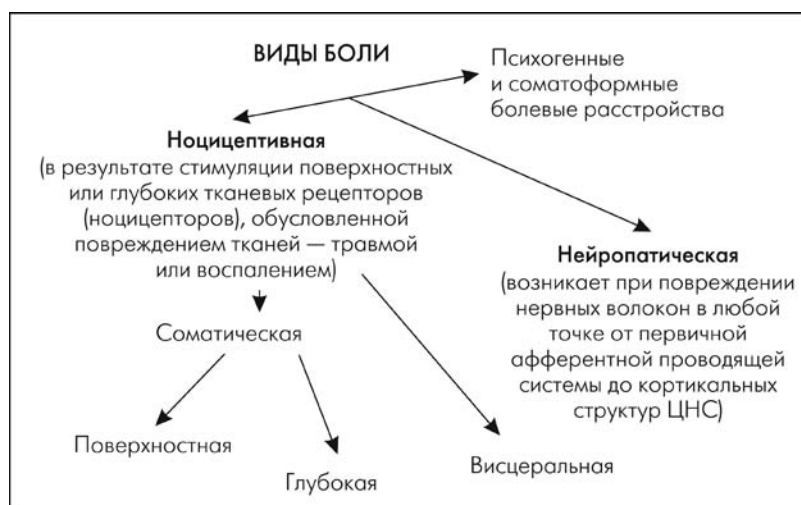 ВИДЫ БОЛИ
Психогенные
и соматоформные
болевые расстройства
Ноцицептивная
(в результате стимуляции поверхностных
или глубоких тканевых рецепторов
(ноцицепторов), обусловленной
повреждением тканей — травмой
или воспалением)
Нейропатическая
(возникает при повреждении
нервных волокон в любой
точке от первичной
афферентной проводящей
системы до кортикальных
структур ЦНС)
Соматическая
Поверхностная
Глубокая
Висцеральная